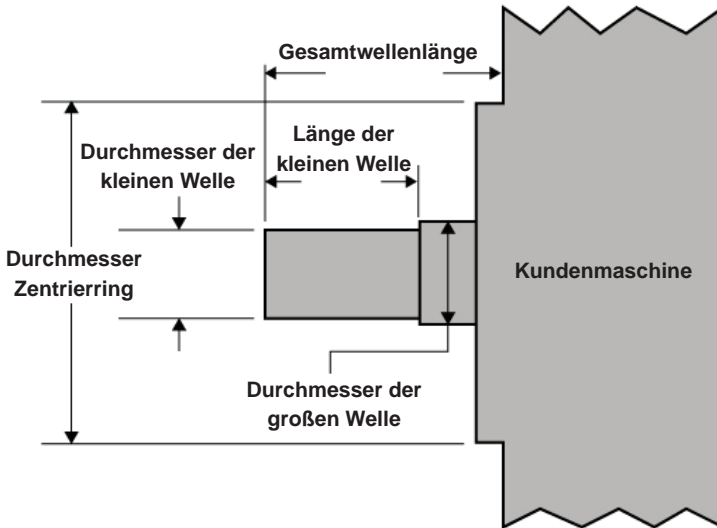 Gesamtwellenlänge
Länge der
kleinen Welle
Durchmesser der
kleinen Welle
Durchmesser
Zentrierring
Kundenmaschine
Durchmesser der
großen Welle